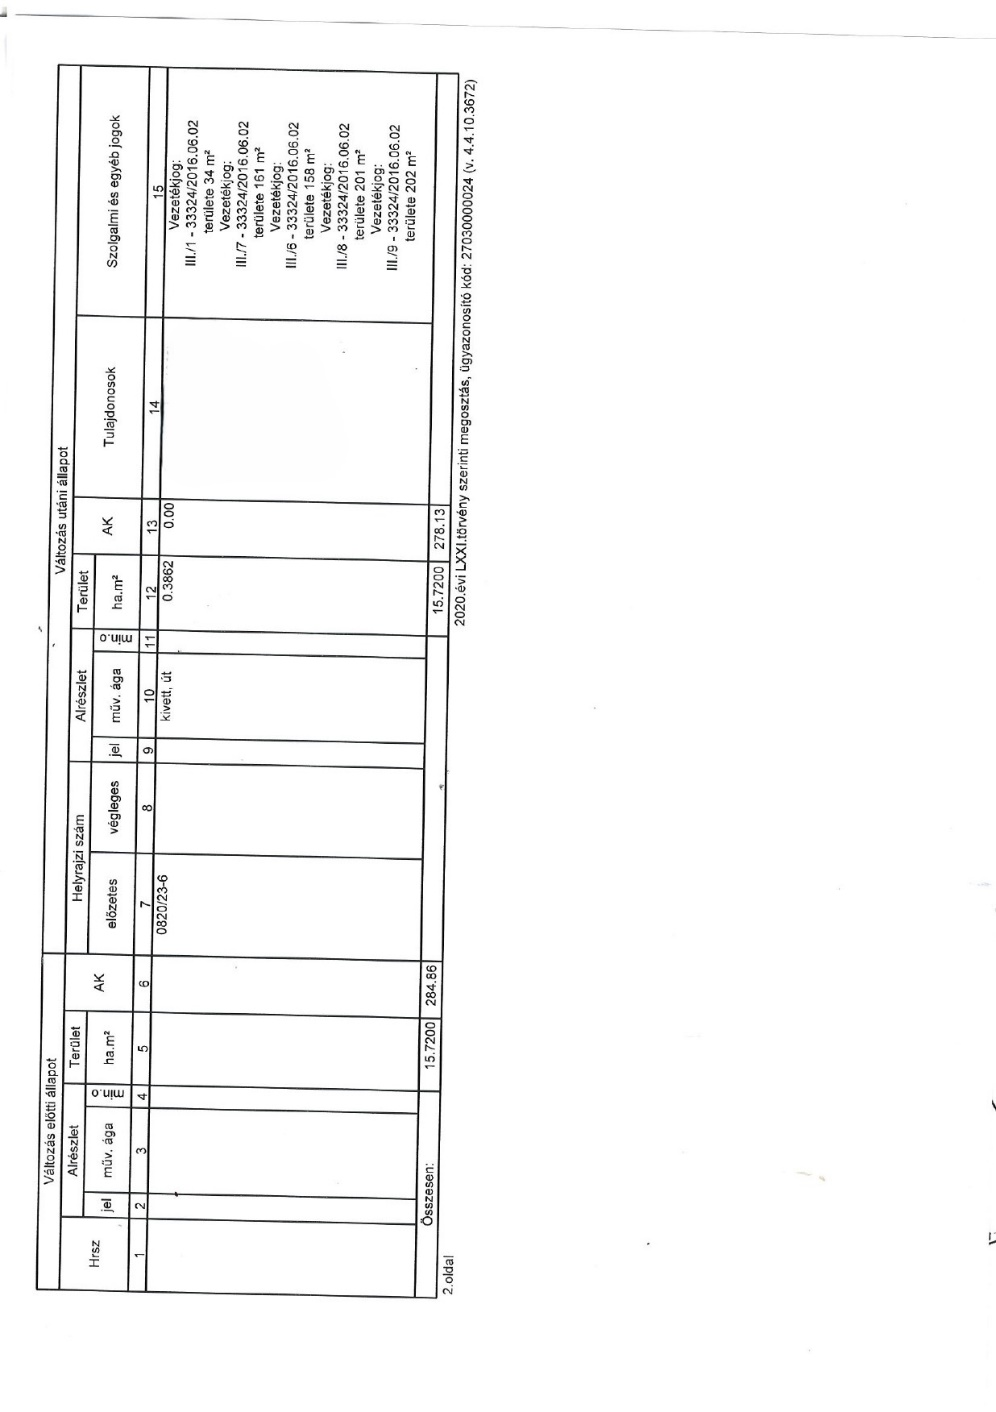 Változás előtti állapot
Változás utáni állapot
Hrsz
Alrészlet
Terület
AK
Helyrajzi szám
Alrészlet
Terület
AK
Tulajdonosok
Szolgalmi és egyéb jogok
jel
műv. ága
min.o
ha.m²
előzetes
végleges
jel
műv. ága
min.o
ha.m²
1
2
3
4
5
6
7
8
9
10
11
12
13
14
15
0820/23-6
kivett, út
0.3862
0.00
Vezetékjog:
III./1 - 33324/2016.06.02
területe 34 m²
Vezetékjog:
III./7 - 33324/2016.06.02
területe 161 m²
Vezetékjog:
III./6 - 33324/2016.06.02
területe 158 m²
Vezetékjog:
III./8 - 33324/2016.06.02
területe 201 m²
Vezetékjog:
III./9 - 33324/2016.06.02
területe 202 m²
Összesen:
15.7200
284.86
15.7200
278.13
2.oldal
2020.évi LXXI.törvény szerinti megosztás, ügyazonosító kód: 270300000024 (v. 4.4.10.3672)